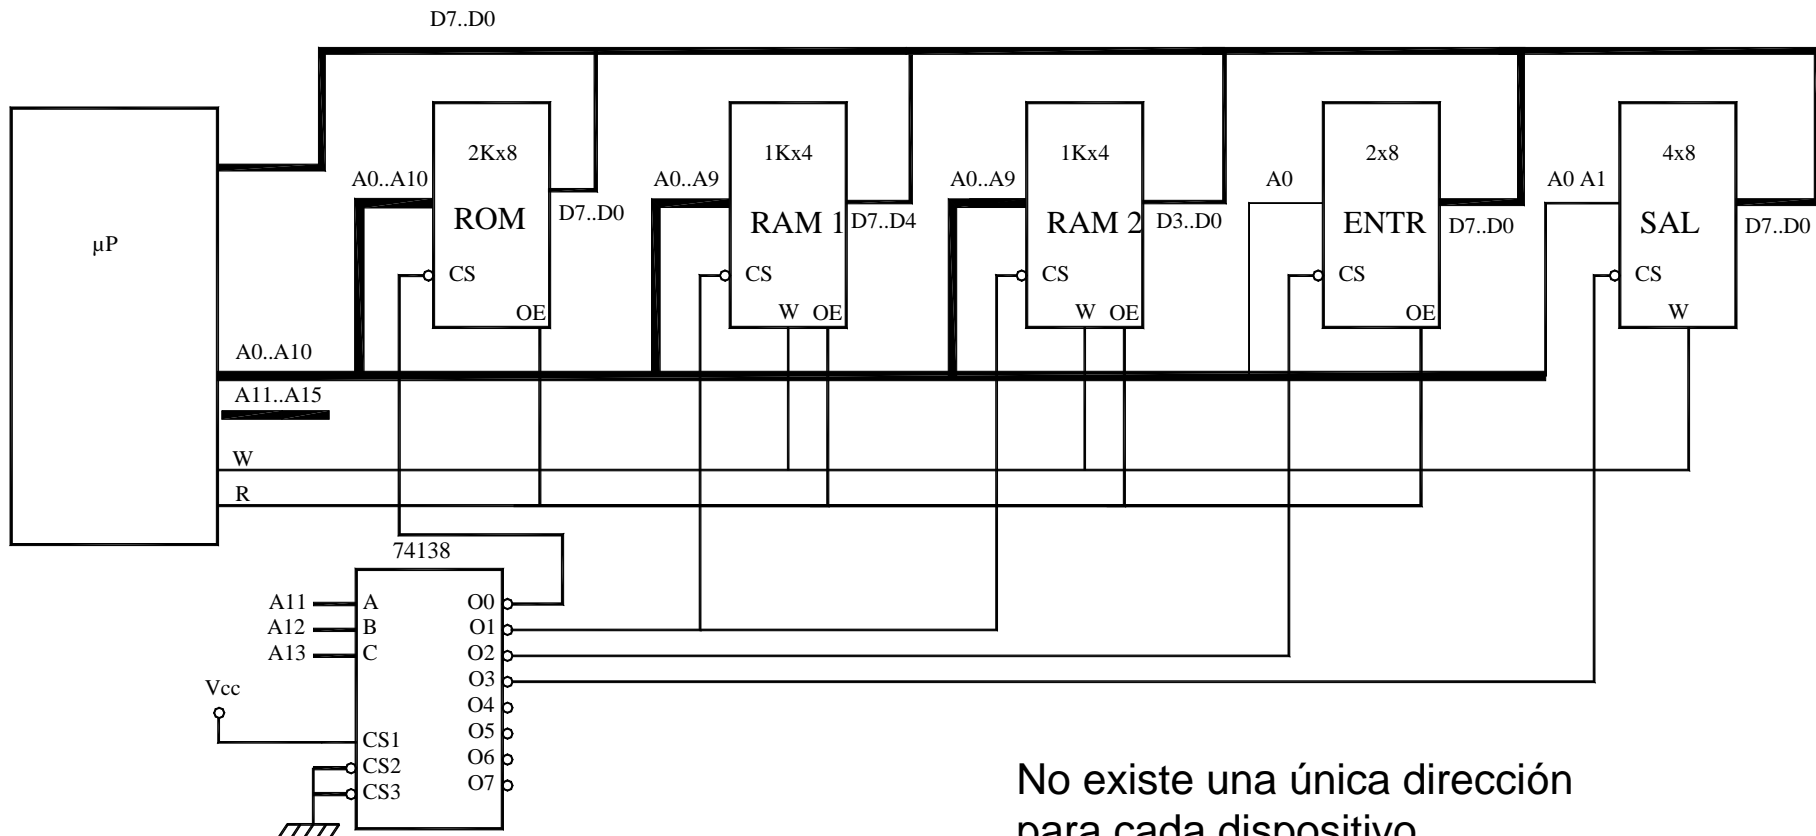 D7..D0
2Kx8
1Kx4
1Kx4
2x8
4x8
A0..A10
A0..A9
A0..A9
A0
A0 A1
ROM
D7..D0
RAM 1
D7..D4
RAM 2
D3..D0
ENTR
D7..D0
SAL
D7..D0
µP
CS
CS
CS
CS
CS
OE
W OE
W OE
OE
W
A0..A10
A11..A15
W
R
74138
A11 A O0
A12 B O1
A13 C O2
O3
Vcc
O4
O5
CS1
O6
CS2
O7
CS3
No existe una única dirección
para cada dispositivo